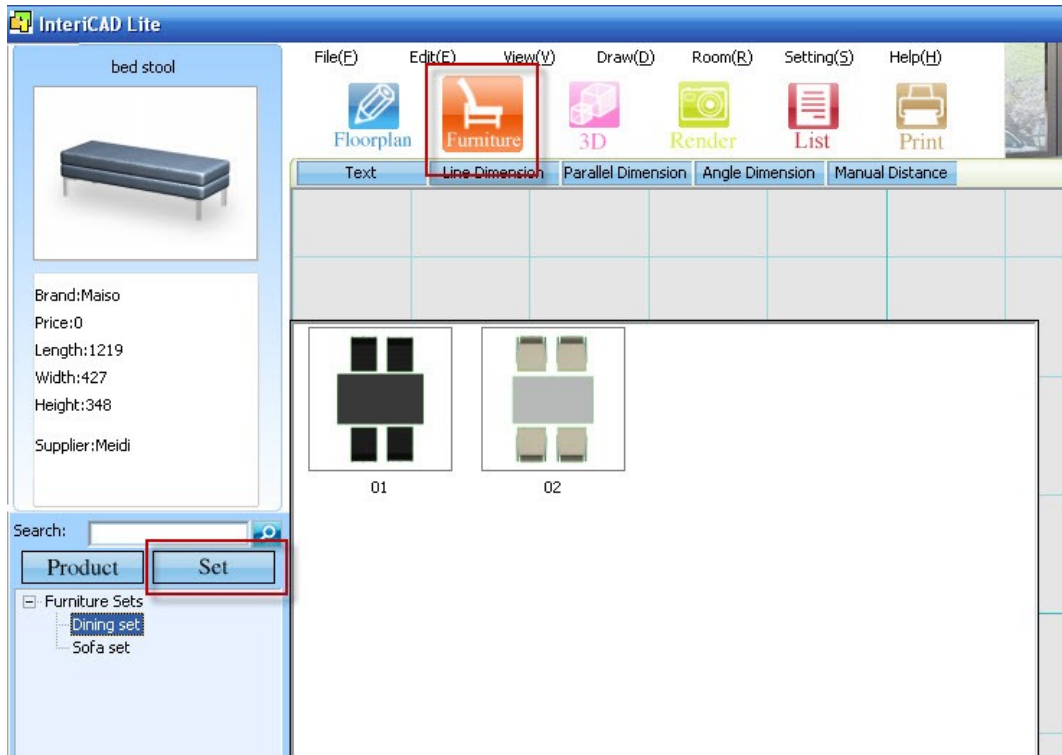 InteriCAD Lite
bed stool
Brand:Maiso
Price:0
Length:1219
Width:427
Height:348
Supplier:Meidi
Search:
Product Set
Furniture Sets
Dining set
Sofa set
File(F) Edit(E) View(V) Draw(D) Room(R) Setting(S) Help(H)
Floorplan Furniture 3D Render List Print
Text Line Dimension Parallel Dimension Angle Dimension Manual Distance
01 02